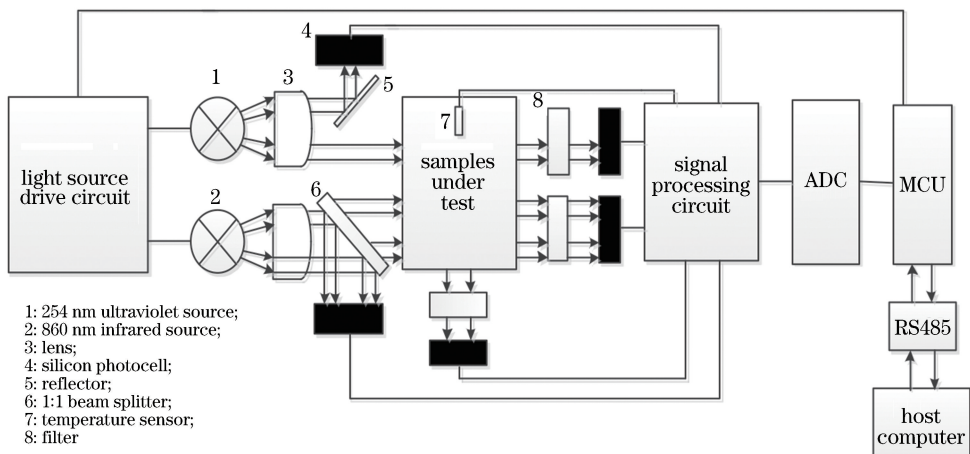 4
1
3
5
8
7
light source
drive circuit
samples
under
test
signal
processing
circuit
ADC
MCU
2
6
1: 254 nm ultraviolet source;
2: 860 nm infrared source;
3: lens;
4: silicon photocell;
5: reflector;
6: 1:1 beam splitter;
7: temperature sensor;
8: filter
RS485
host
computer